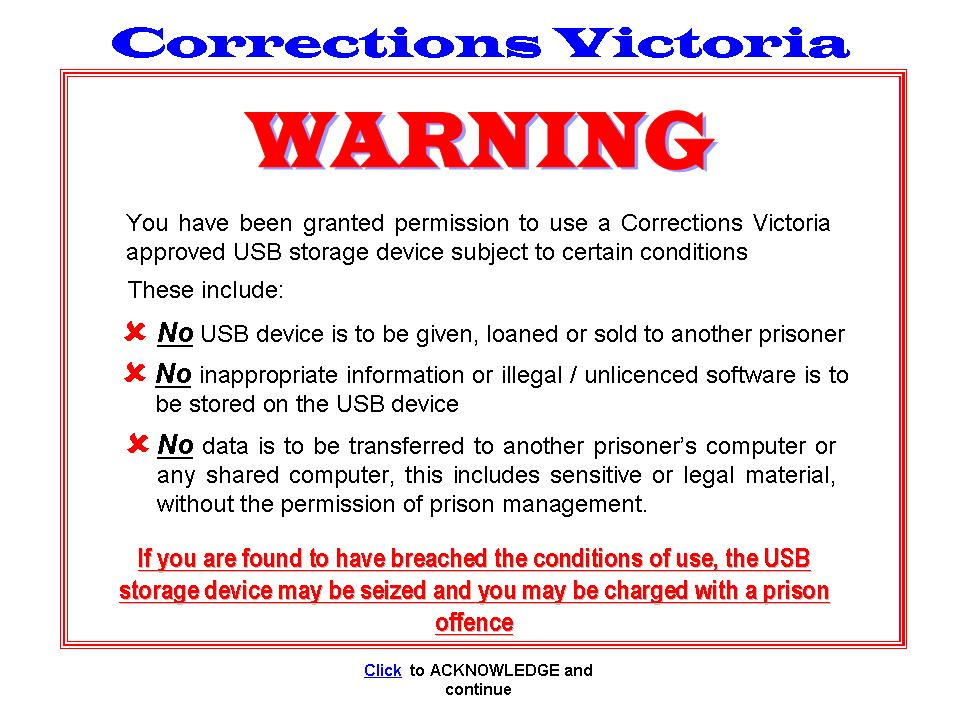 Corrections Victoria
WARNING
You have been granted permission to use a Corrections Victoria
approved USB storage device subject to certain conditions
These include:
✘ No USB device is to be given, loaned or sold to another prisoner
✘ No inappropriate information or illegal / unlicenced software is to
be stored on the USB device
✘ No data is to be transferred to another prisoner's computer or
any shared computer, this includes sensitive or legal material,
without the permission of prison management.
If you are found to have breached the conditions of use, the USB
storage device may be seized and you may be charged with a prison
offence
Click to ACKNOWLEDGE and
continue